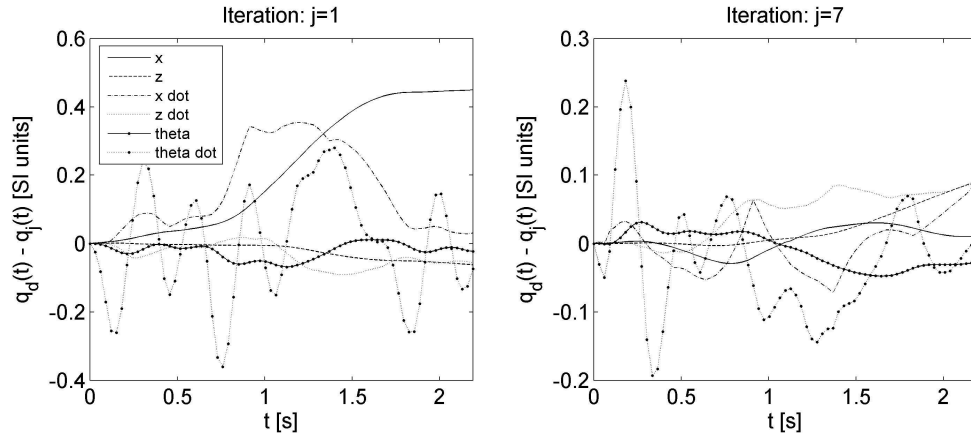 Iteration: j=1
q_d(t) - q_j(t) [SI units]
0.6
0.4
0.2
0
-0.2
-0.4
x
z
x dot
z dot
theta
theta dot
0 0.5 1 1.5 2
t [s]
Iteration: j=7
q_d(t) - q_j(t) [SI units]
0.3
0.2
0.1
0
-0.1
-0.2
0 0.5 1 1.5 2
t [s]